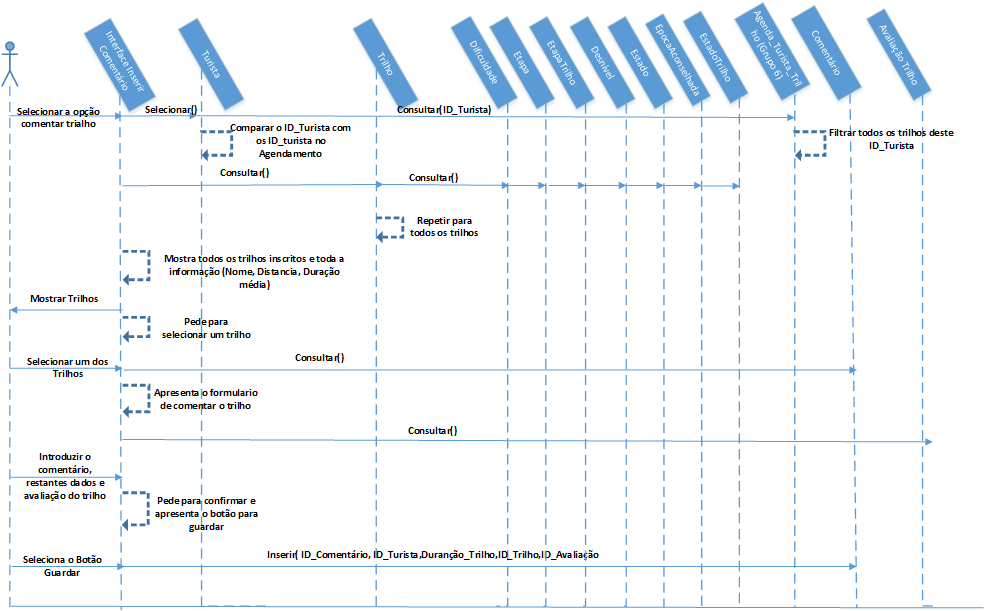 Interface Inserir
Comentário
Turista
Trilho
Dificuldade
Etapa
EtapaTrilho
Desnível
Estado
EpocaAconselhada
EstadoTrilho
Agenda_Turista_Tril
ho (Grupo 6)
Comentário
Avaliação Trilho
Selecionar a opção
comentar trialho
Selecionar()
Consultar(ID_Turista)
Comparar o ID_Turista com
os ID_turista no
Agendamento
Filtrar todos os trilhos deste
ID_Turista
Consultar()
Consultar()
Repetir para
todos os trilhos
Mostra todos os trilhos inscritos e toda a
informação (Nome, Distancia, Duração
média)
Mostrar Trilhos
Pede para
selecionar um trilho
Selecionar um dos
Trilhos
Consultar()
Apresenta o formulario
de comentar o trilho
Consultar()
Introduzir o
comentário,
restantes dados e
avaliação do trilho
Pede para confirmar e
apresenta o botão para
guardar
Seleciona o Botão
Guardar
Inserir( ID_Comentário, ID_Turista,Duranção_Trilho,ID_Trilho,ID_Avaliação